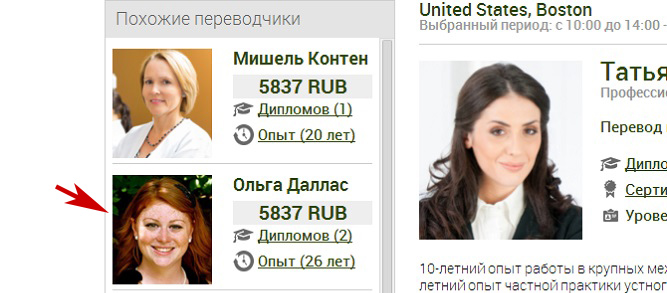 Похожие переводчики
Мишель Контен
5837 RUB
Дипломов (1)
Опыт (20 лет)
Ольга Даллас
5837 RUB
Дипломов (2)
Опыт (26 лет)
United States, Boston
Выбранный период: с 10:00 до 14:00 -
Татья
Професси
Перевод
Дипло
Серти
Урове
10-летний опыт работы в крупных меж
летний опыт частной практики устног